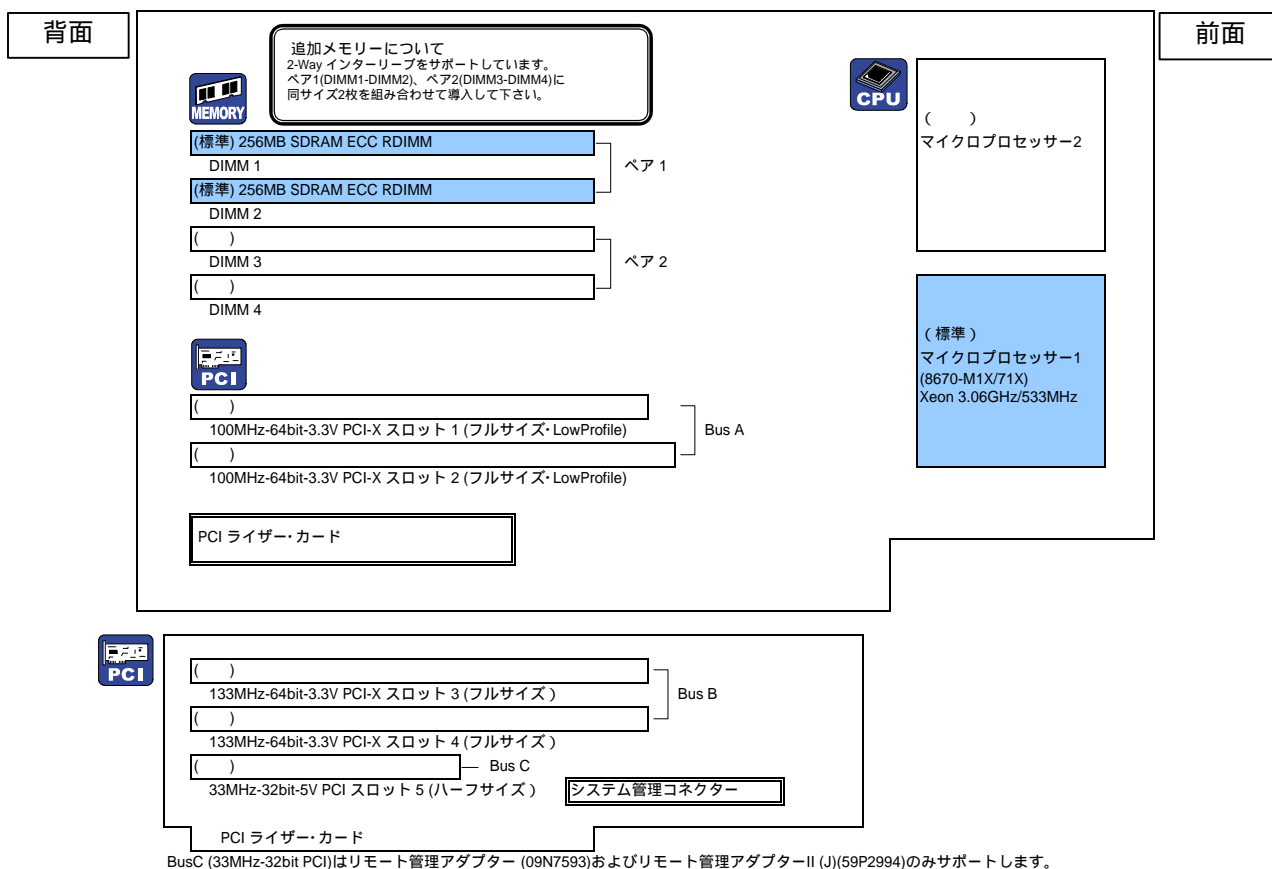 背面
前面
追加メモリーについて
2-Way インターリーブをサポートしています。
ペア1(DIMM1-DIMM2)、ペア2(DIMM3-DIMM4)に
同サイズ2枚を組み合わせて導入して下さい。
MEMORY
CPU
(標準) 256MB SDRAM ECC RDIMM
DIMM 1
ペア 1
(標準) 256MB SDRAM ECC RDIMM
DIMM 2
(　　)
DIMM 3
ペア 2
(　　)
DIMM 4
(　　)
マイクロプロセッサー2
(標準)
マイクロプロセッサー1
(8670-M1X/71X)
Xeon 3.06GHz/533MHz
PCI
(　　)
100MHz-64bit-3.3V PCI-X スロット 1 (フルサイズ・LowProfile)
Bus A
(　　)
100MHz-64bit-3.3V PCI-X スロット 2 (フルサイズ・LowProfile)
PCI ライザー・カード
PCI
(　　)
133MHz-64bit-3.3V PCI-X スロット 3 (フルサイズ)
Bus B
(　　)
133MHz-64bit-3.3V PCI-X スロット 4 (フルサイズ)
(　　)
Bus C
33MHz-32bit-5V PCI スロット 5 (ハーフサイズ)
システム管理コネクター
PCI ライザー・カード
BusC (33MHz-32bit PCI)はリモート管理アダプター (09N7593)およびリモート管理アダプターII (J)(59P2994)のみサポートします。